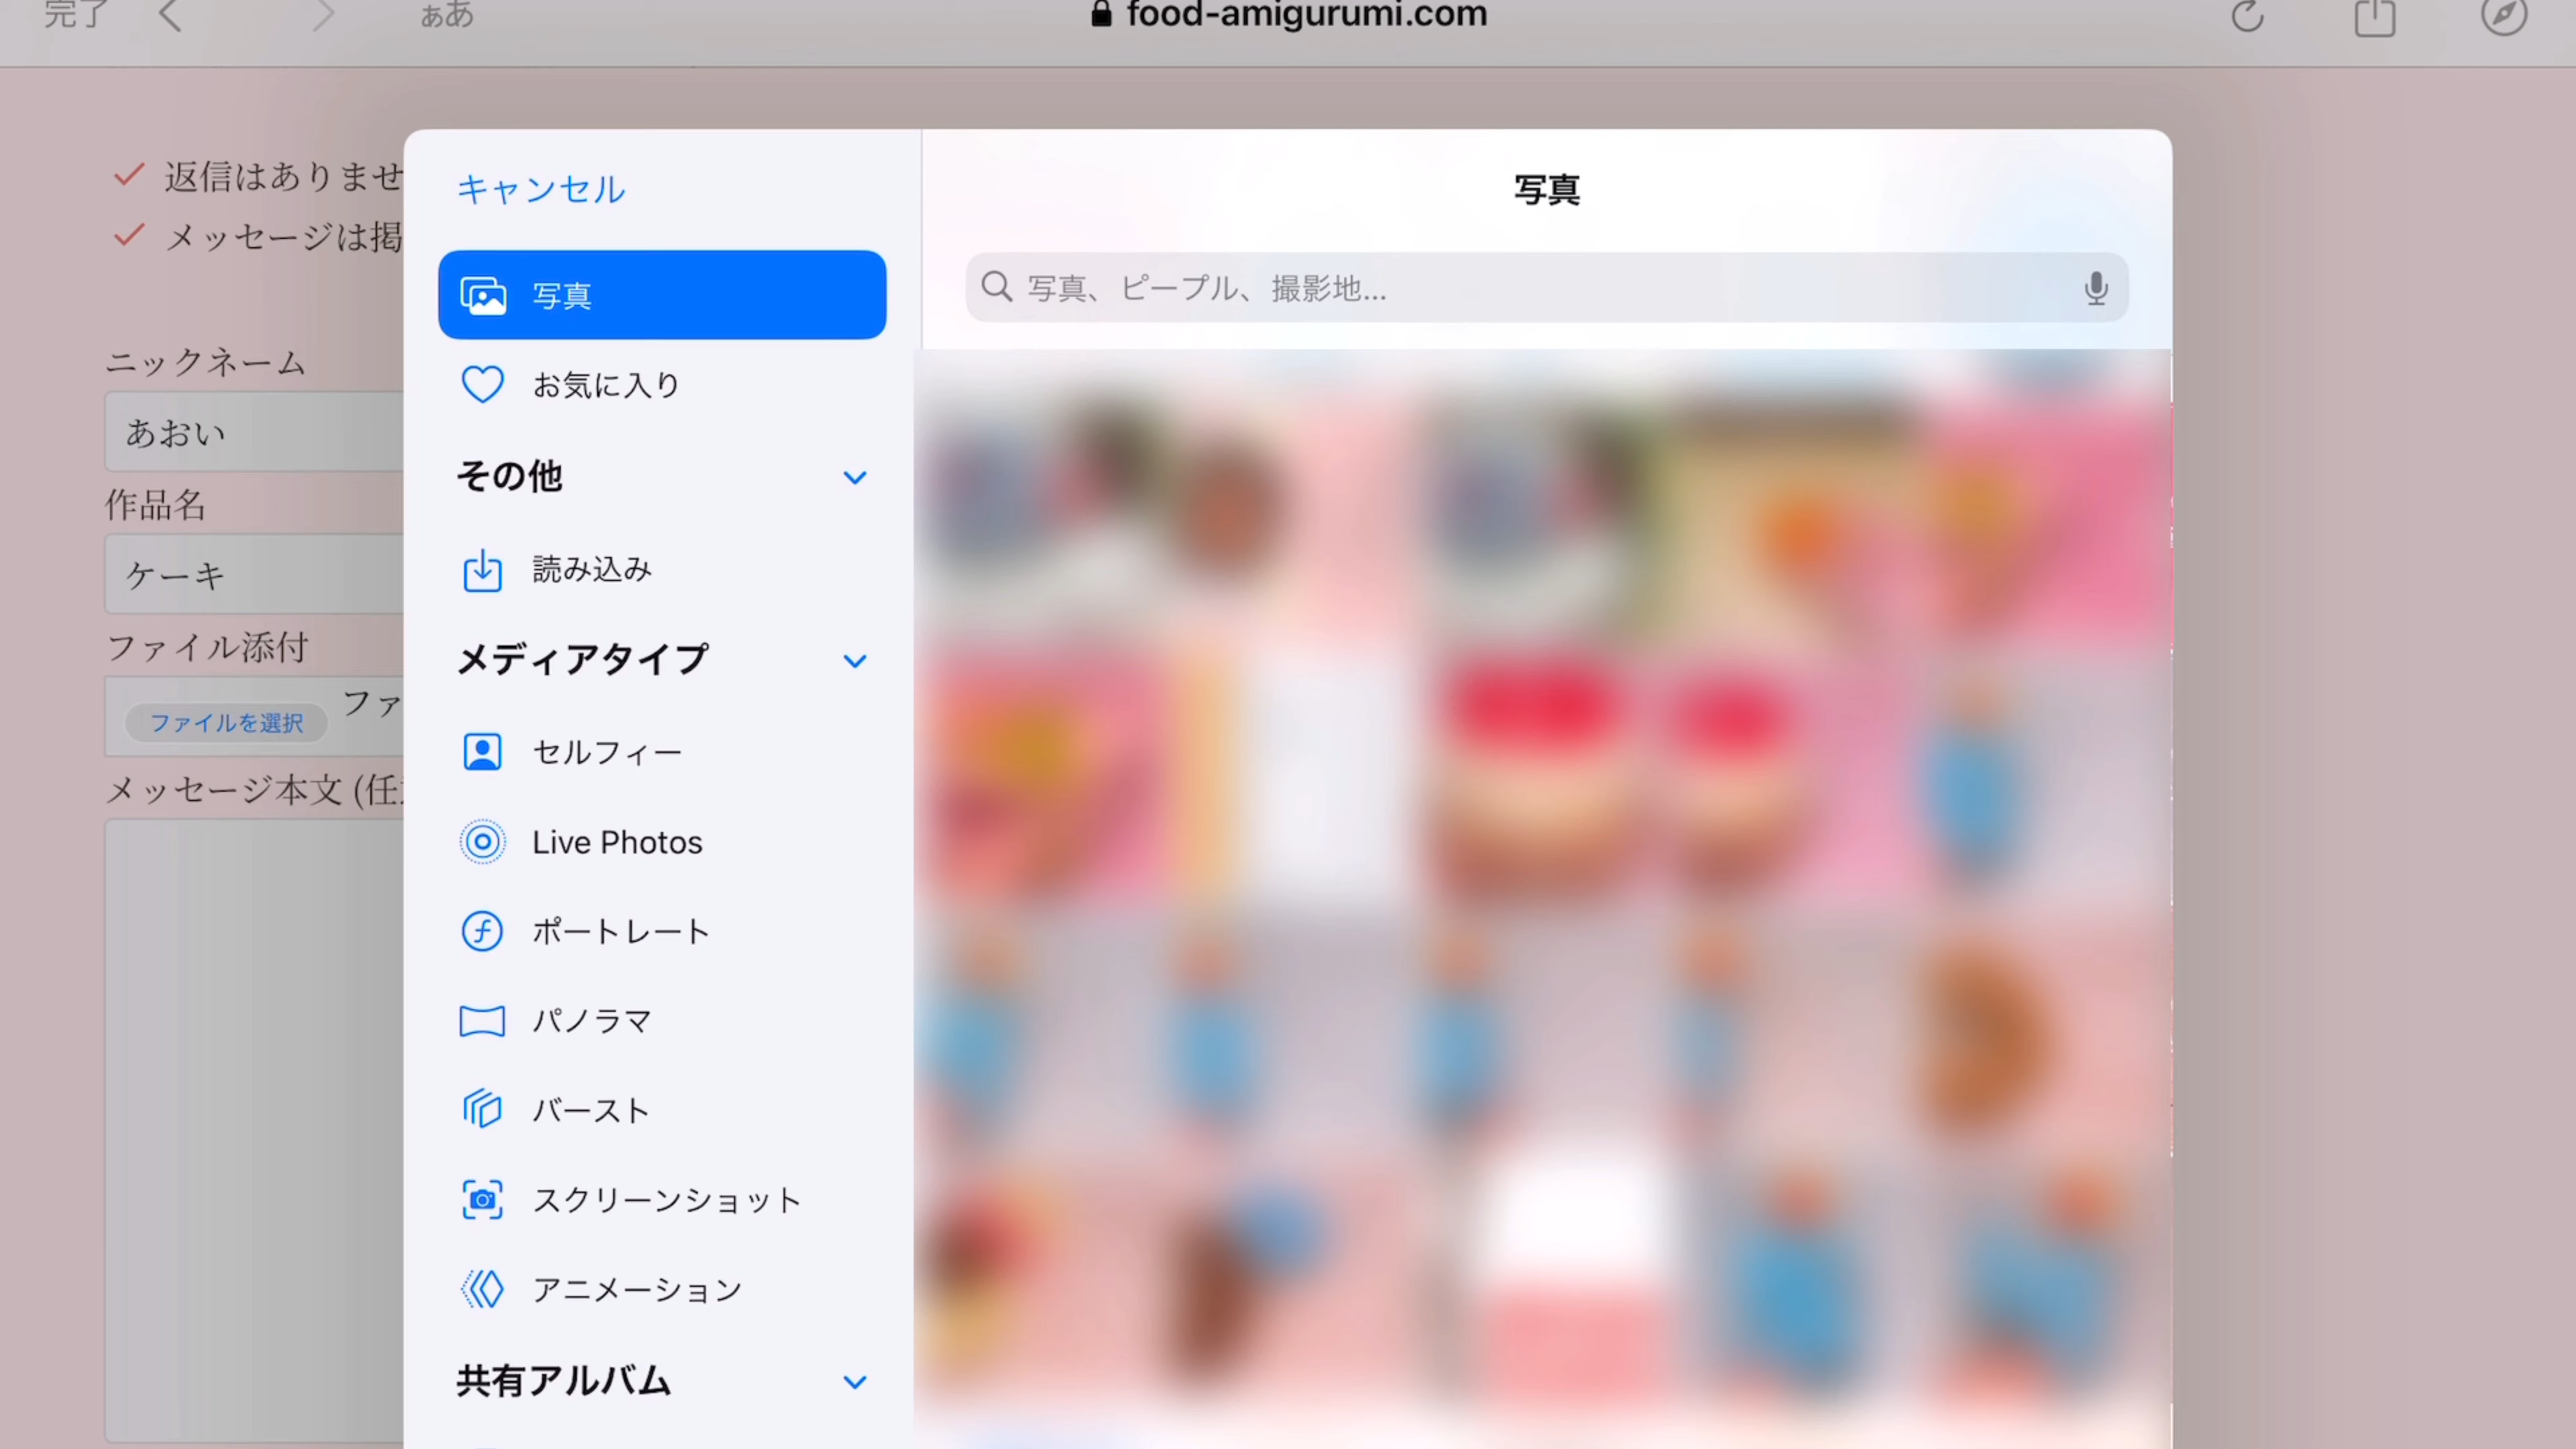 完了
ぁあ
food-amigurumi.com
返信はありませ
メッセージは掲
ニックネーム
あおい
作品名
ケーキ
ファイル添付
ファイルを選択 ファ
メッセージ本文 (任
キャンセル
写真
お気に入り
その他
読み込み
メディアタイプ
セルフィー
Live Photos
ポートレート
パノラマ
バースト
スクリーンショット
アニメーション
共有アルバム
写真
写真、ピープル、撮影地...